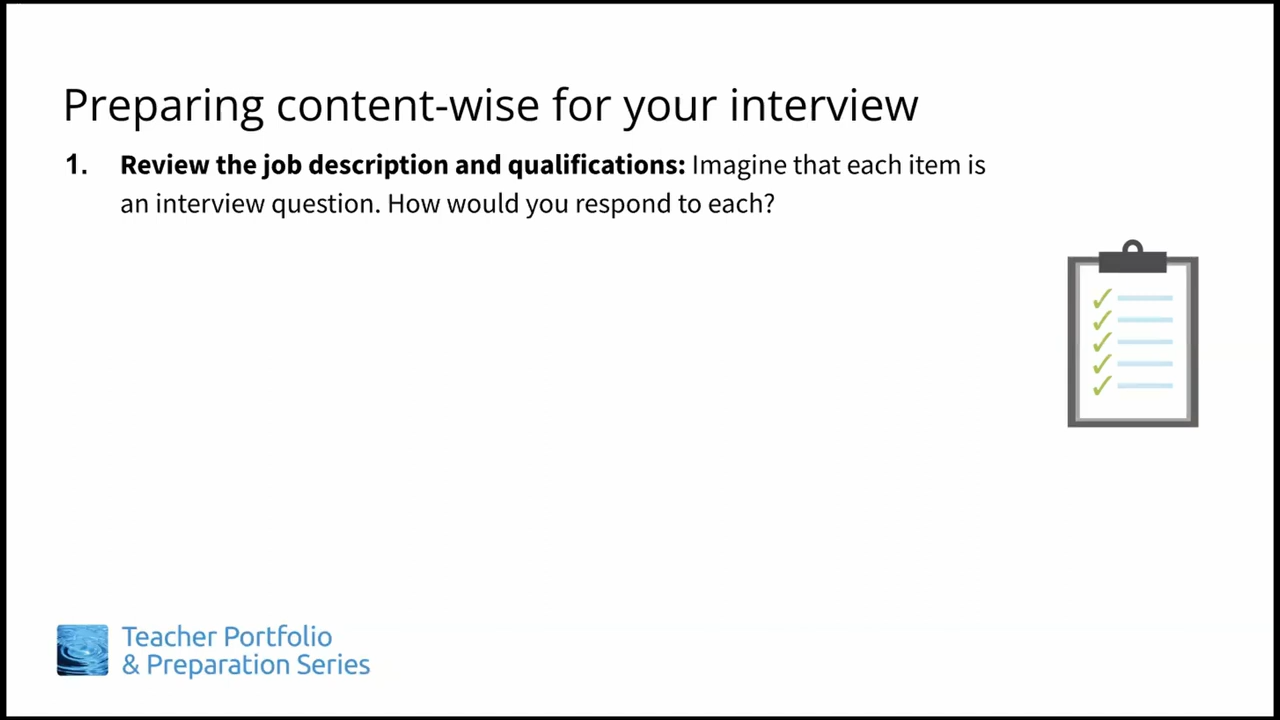 Preparing content-wise for your interview
1. Review the job description and qualifications: Imagine that each item is
an interview question. How would you respond to each?
Teacher Portfolio
& Preparation Series